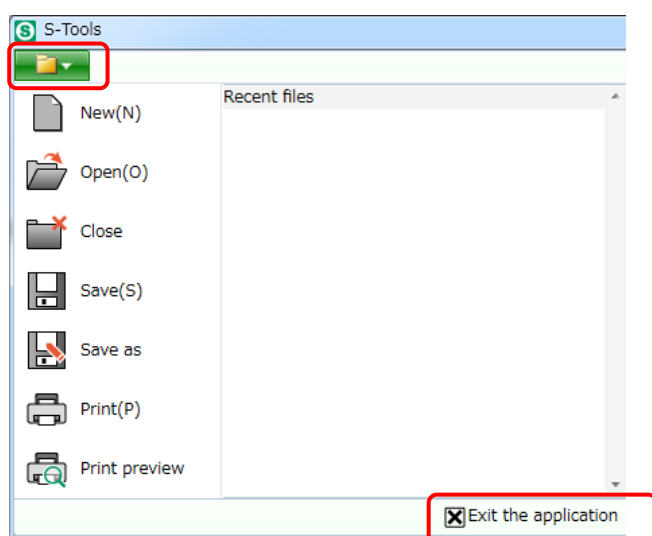 S S-Tools
New(N)
Recent files
Open(O)
Close
Save(S)
Save as
Print(P)
Print preview
Exit the application